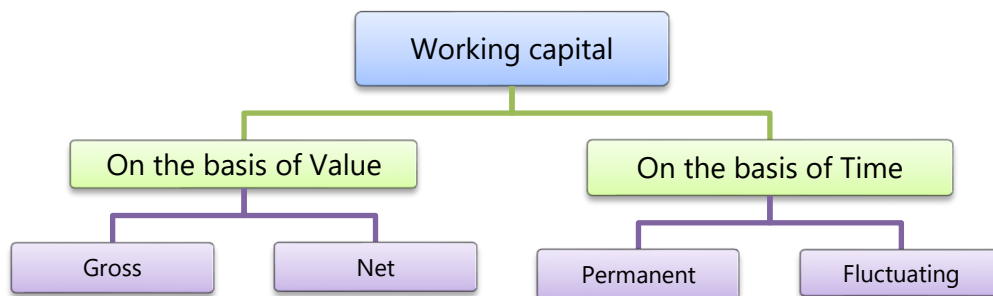 Working capital
On the basis of Value
On the basis of Time
Gross
Net
Permanent
Fluctuating